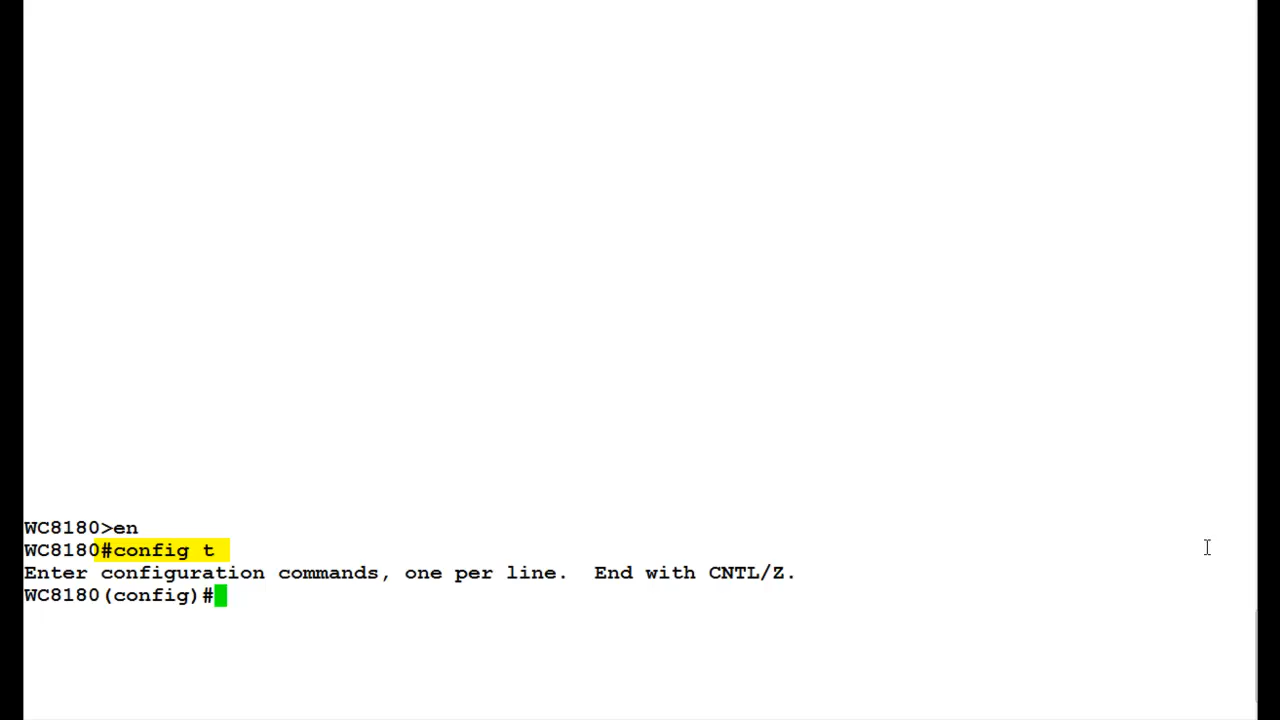 WC8180>en
WC8180#config t
Enter configuration commands, one per line.  End with CNTL/Z.
WC8180(config)#